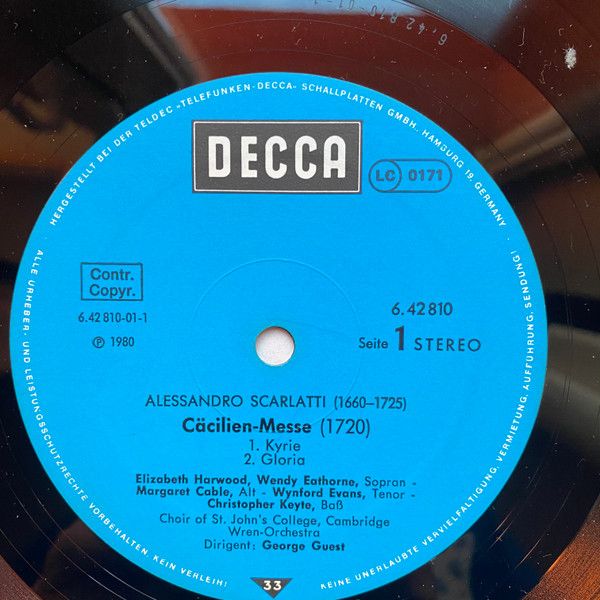 6.42810-01-1
HERGESTELLT BEI DER TELDEC „TELEFUNKEN-DECCA" SCHALLPLATTEN GMBH, HAMBURG 19, GERMANY
DECCA
LC 0171
Contr.
Copyr.
6.42 810-01-1
℗ 1980
6.42 810
Seite 1 STEREO
ALESSANDRO SCARLATTI (1660–1725)
Cäcilien-Messe (1720)
1. Kyrie
2. Gloria
Elizabeth Harwood, Wendy Eathorne, Sopran -
Margaret Cable, Alt - Wynford Evans, Tenor -
Christopher Keyte, Baß
Choir of St. John's College, Cambridge
Wren-Orchestra
Dirigent: George Guest
33
ALLE URHEBER- UND LEISTUNGSSCHUTZRECHTE VORBEHALTEN KEIN VERLEIH!
KEINE UNERLAUBTE VERVIELFÄLTIGUNG, VERMIETUNG, AUFFÜHRUNG, SENDUNG!